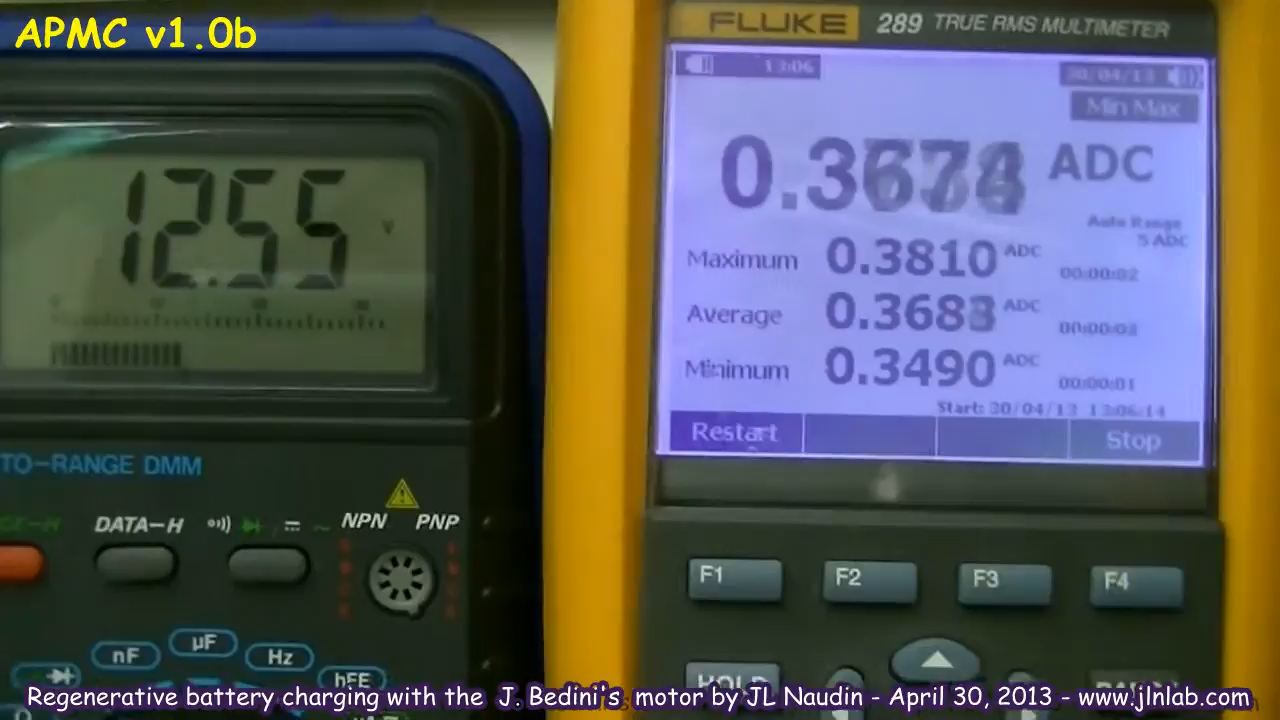 APMC v1.0b
FLUKE 289 TRUE RMS MULTIMETER
13:06 30/04/13
Min Max
12.55 V
ADC
Auto Range
5 ADC
Maximum 0.3810 ADC 00:00:02
Average ADC 00:00:03
Minimum 0.3490 ADC 00:00:01
Start: 30/04/13 13:06:14
Restart Stop
TO-RANGE DMM
DATA-H
NPN PNP
F1 F2 F3 F4
nF µF Hz hFE
HOLD
Regenerative battery charging with the J. Bedini's motor by JL Naudin - April 30, 2013 - www.jlnlab.com